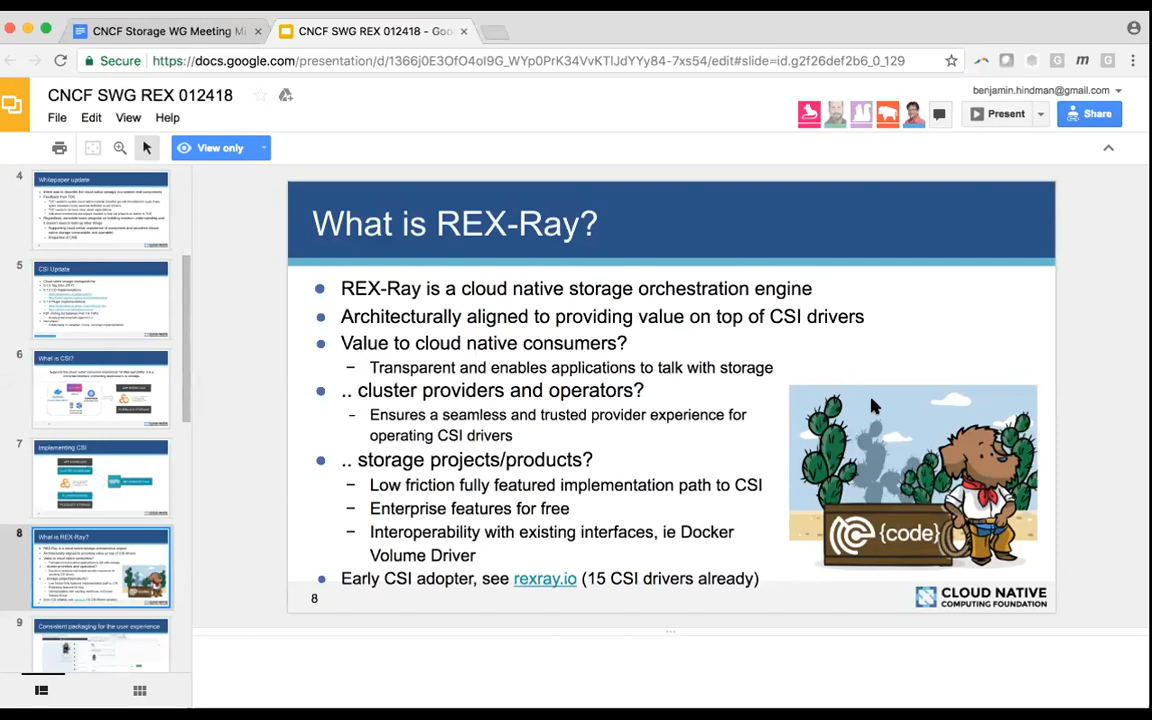 CNCF Storage WG Meeting M
CNCF SWG REX 012418 - Goo
Secure
https://docs.google.com/presentation/d/1366j0E3OfO4oI9G_WYp0PrK34VvKTlJdYYy84-7xs54/edit#slide=id.g2f26def2b6_0_129
CNCF SWG REX 012418
benjamin.hindman@gmail.com
File Edit View Help
Present
Share
View only
4
Whitepaper update
5
CSI Update
6
What is CSI?
7
Implementing CSI
8
What is REX-Ray?
9
Consistent packaging for the user experience
What is REX-Ray?
REX-Ray is a cloud native storage orchestration engine
Architecturally aligned to providing value on top of CSI drivers
Value to cloud native consumers?
− Transparent and enables applications to talk with storage
.. cluster providers and operators?
- Ensures a seamless and trusted provider experience for
operating CSI drivers
.. storage projects/products?
− Low friction fully featured implementation path to CSI
− Enterprise features for free
− Interoperability with existing interfaces, ie Docker
Volume Driver
Early CSI adopter, see rexray.io (15 CSI drivers already)
{code}
8
CLOUD NATIVE
COMPUTING FOUNDATION